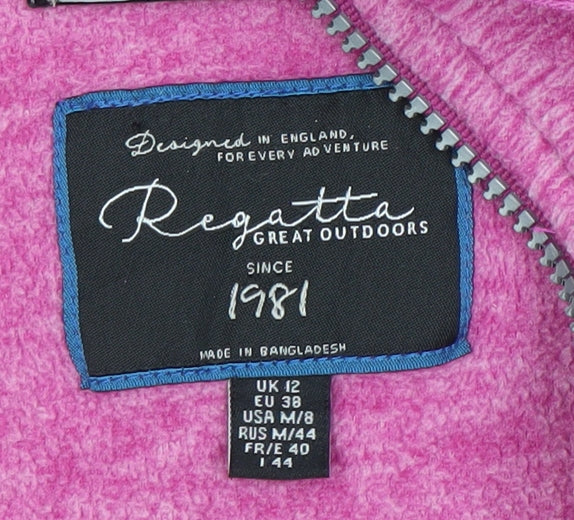 Designed IN ENGLAND,
FOR EVERY ADVENTURE
Regatta
GREAT OUTDOORS
SINCE
1981
MADE IN BANGLADESH
UK 12
EU 38
USA M/8
RUS M/44
FR/E 40
I 44